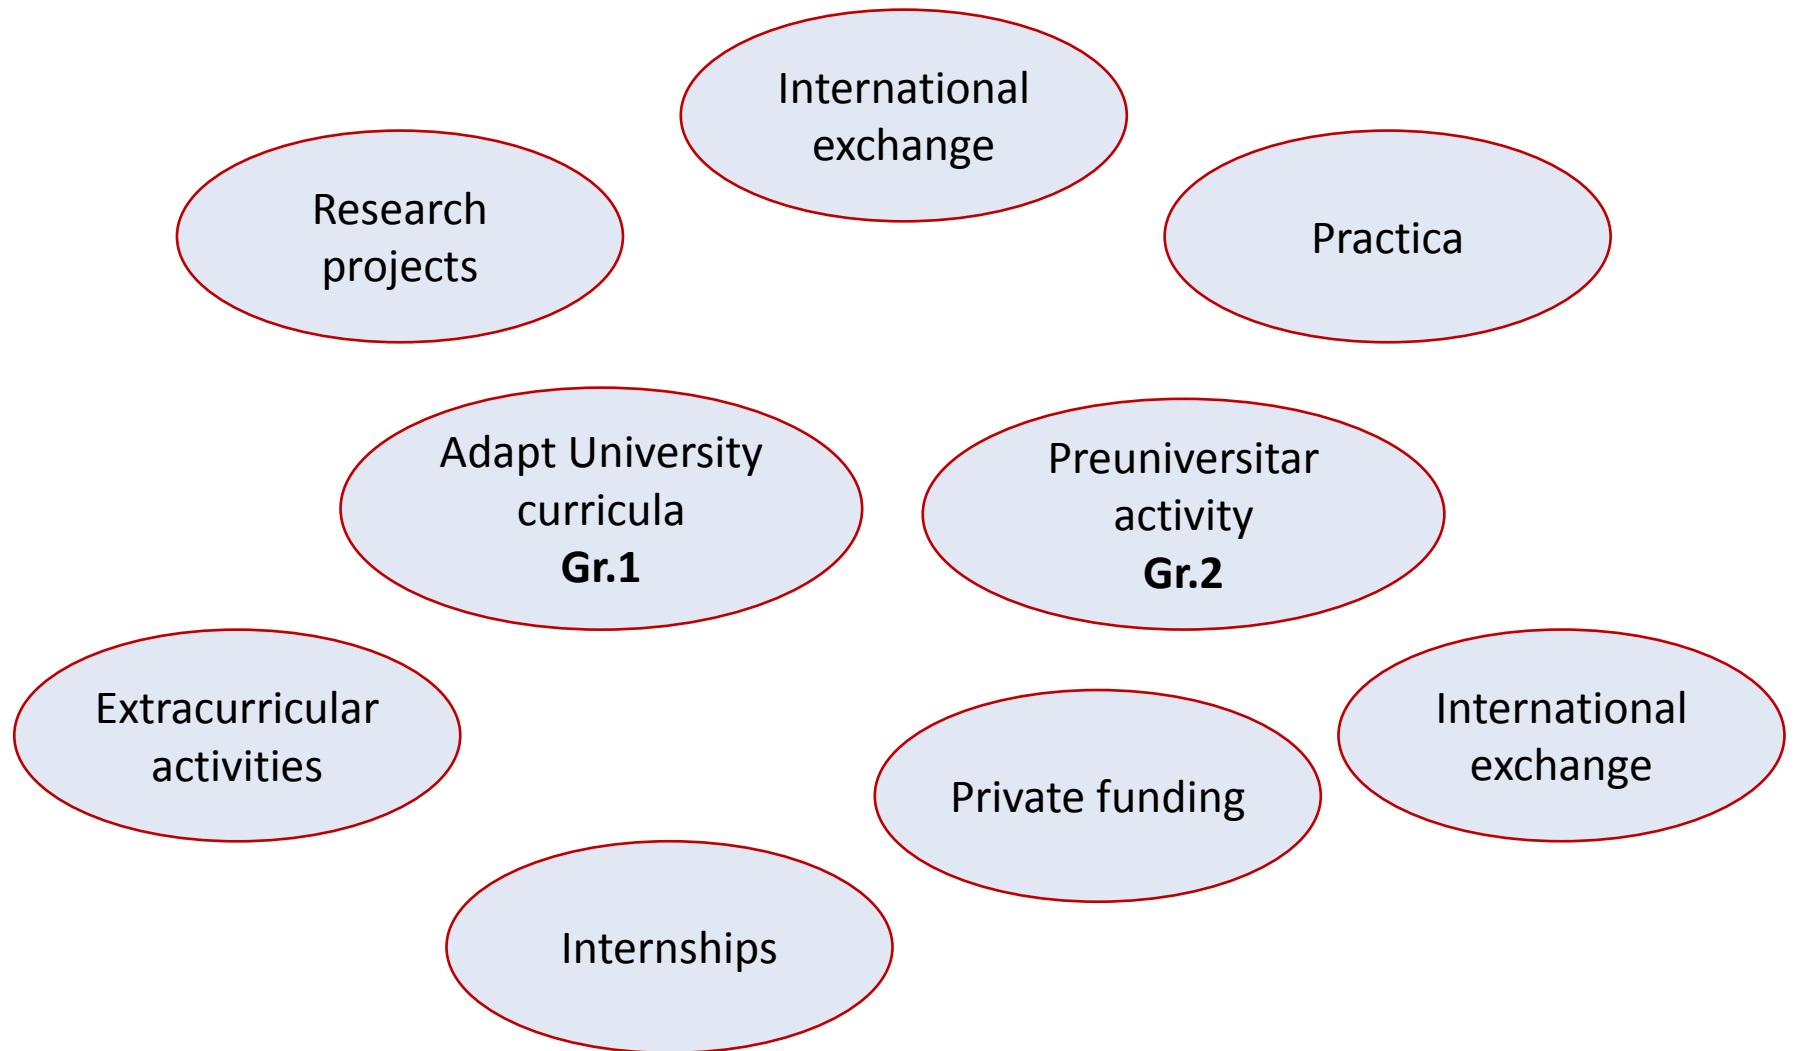 International
exchange
Research
projects
Practica
Adapt University
curricula
Gr.1
Preuniversitar
activity
Gr.2
Extracurricular
activities
International
exchange
Private funding
Internships